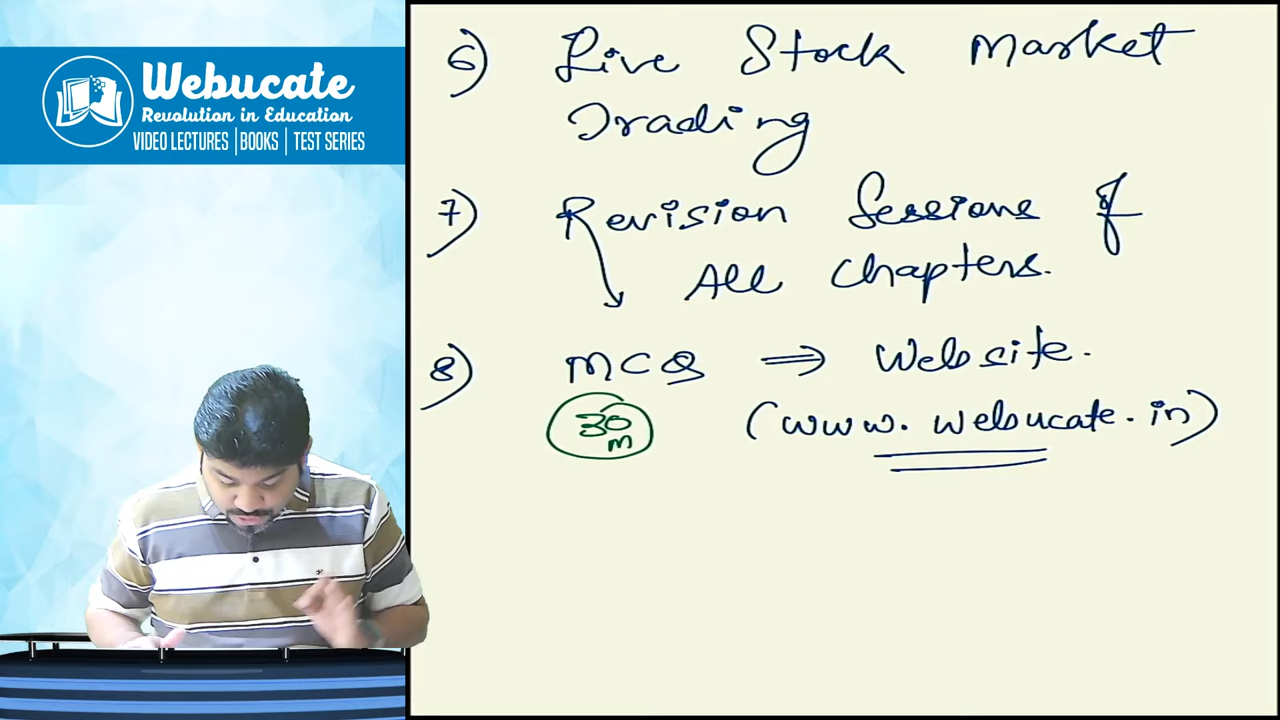 Webucate
Revolution in Education
VIDEO LECTURES | BOOKS | TEST SERIES
6) Live Stock Market
Trading
7) Revision Sessions of
All Chapters.
8) MCQ ⇒ Website.
30 m
(www.webucate.in)